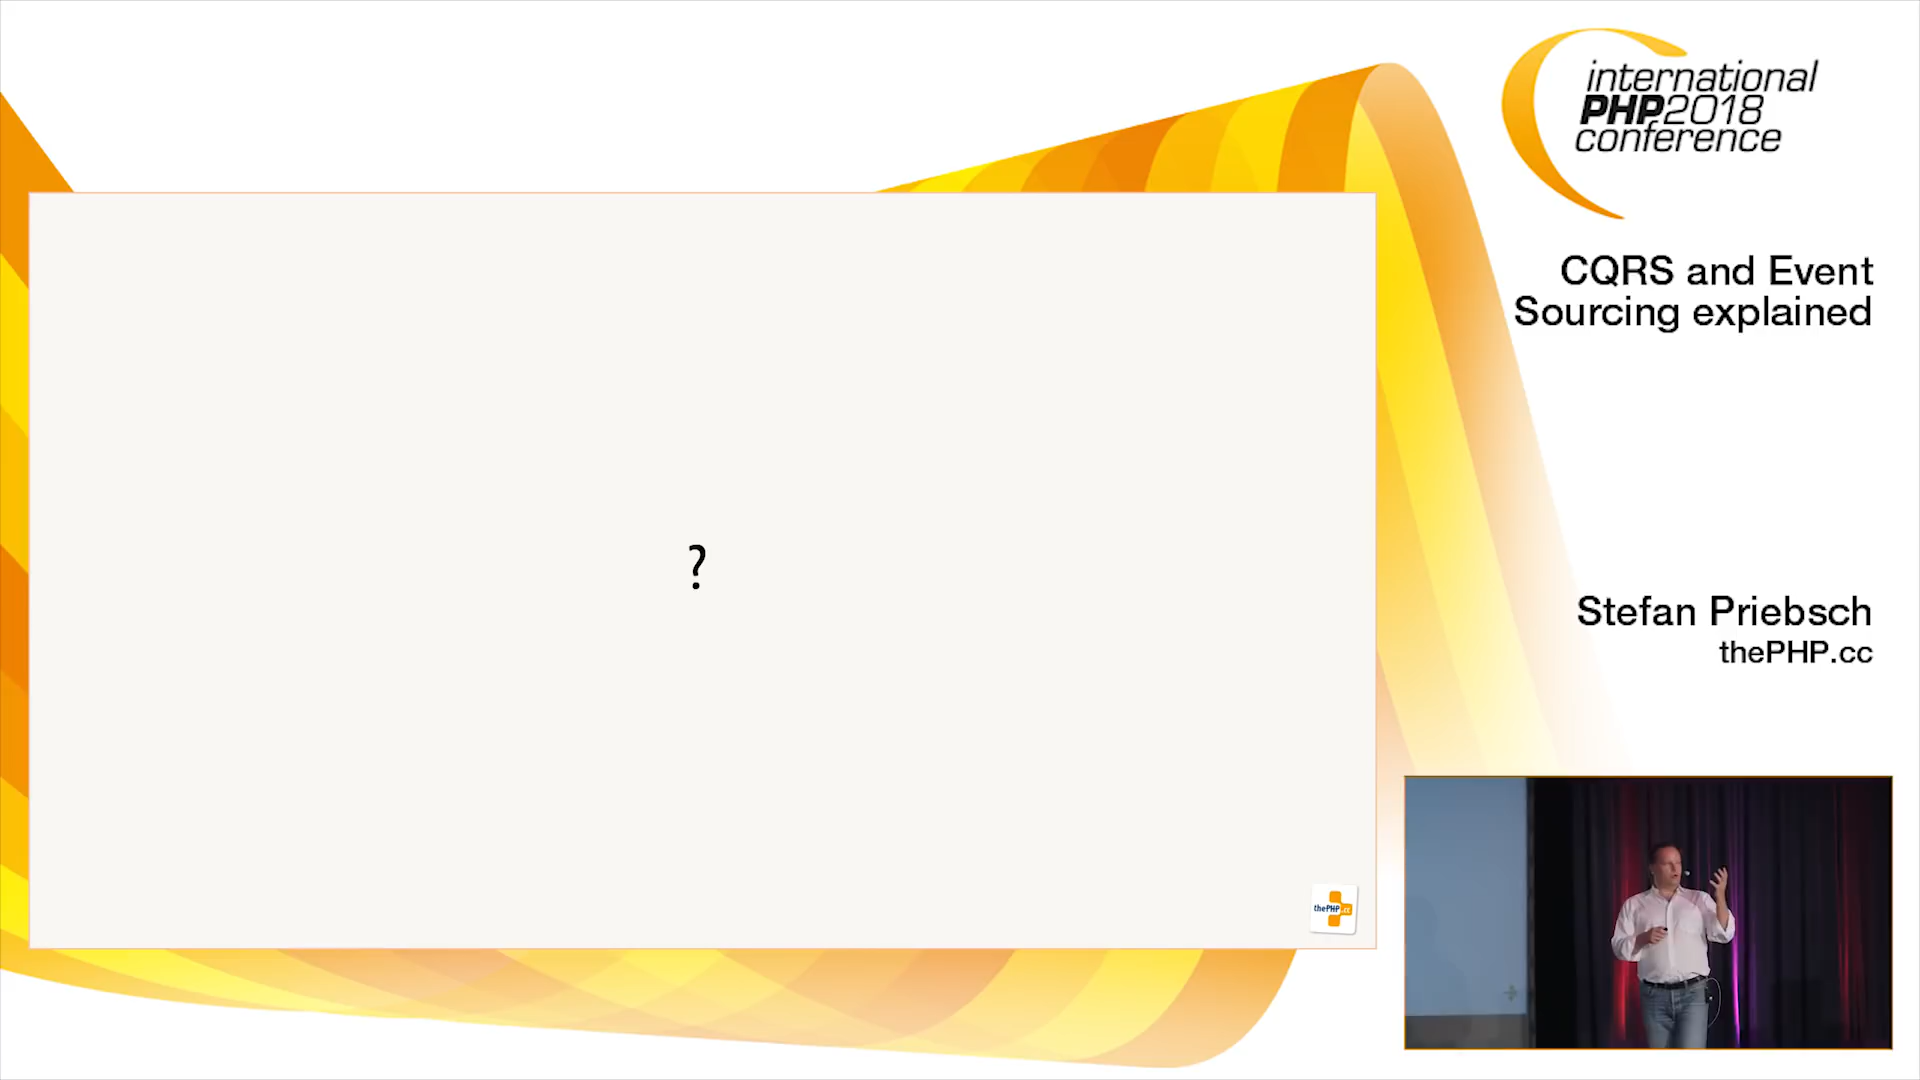 international
PHP2018
conference
CQRS and Event
Sourcing explained
?
Stefan Priebsch
thePHP.cc
thePHP.cc